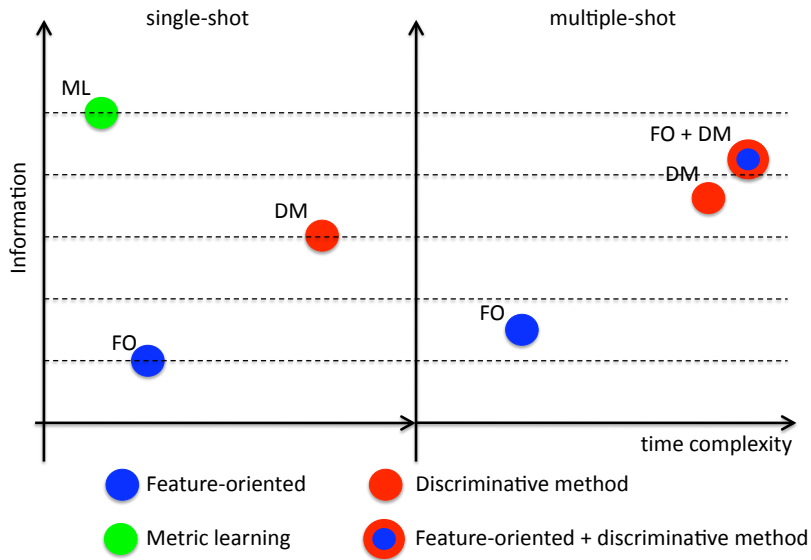 single-shot
multiple-shot
ML
FO + DM
DM
DM
Information
FO
FO
time complexity
Feature-oriented
Discriminative method
Metric learning
Feature-oriented + discriminative method